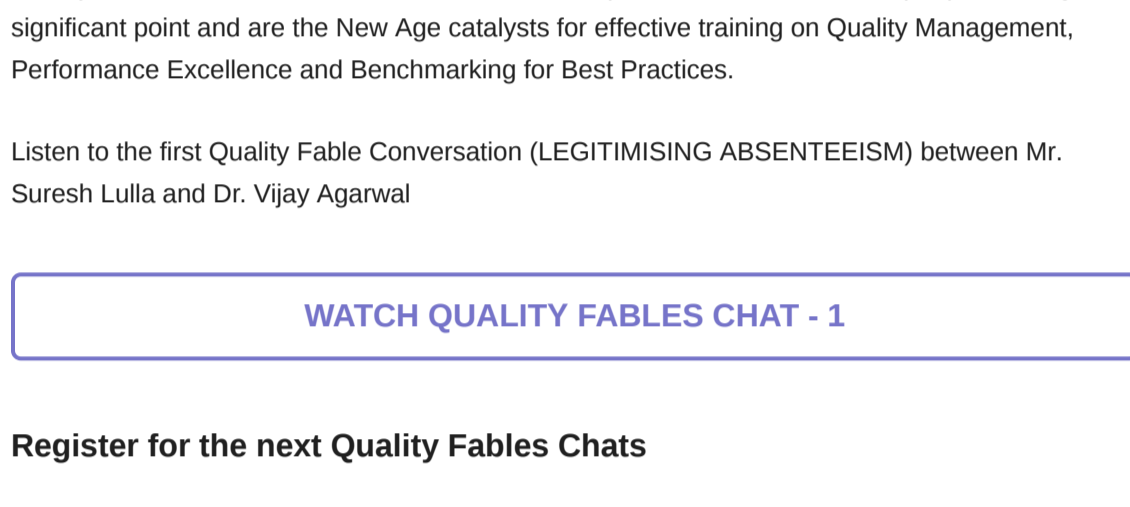 significant point and are the New Age catalysts for effective training on Quality Management,
Performance Excellence and Benchmarking for Best Practices.
Listen to the first Quality Fable Conversation (LEGITIMISING ABSENTEEISM) between Mr.
Suresh Lulla and Dr. Vijay Agarwal
WATCH QUALITY FABLES CHAT - 1
Register for the next Quality Fables Chats